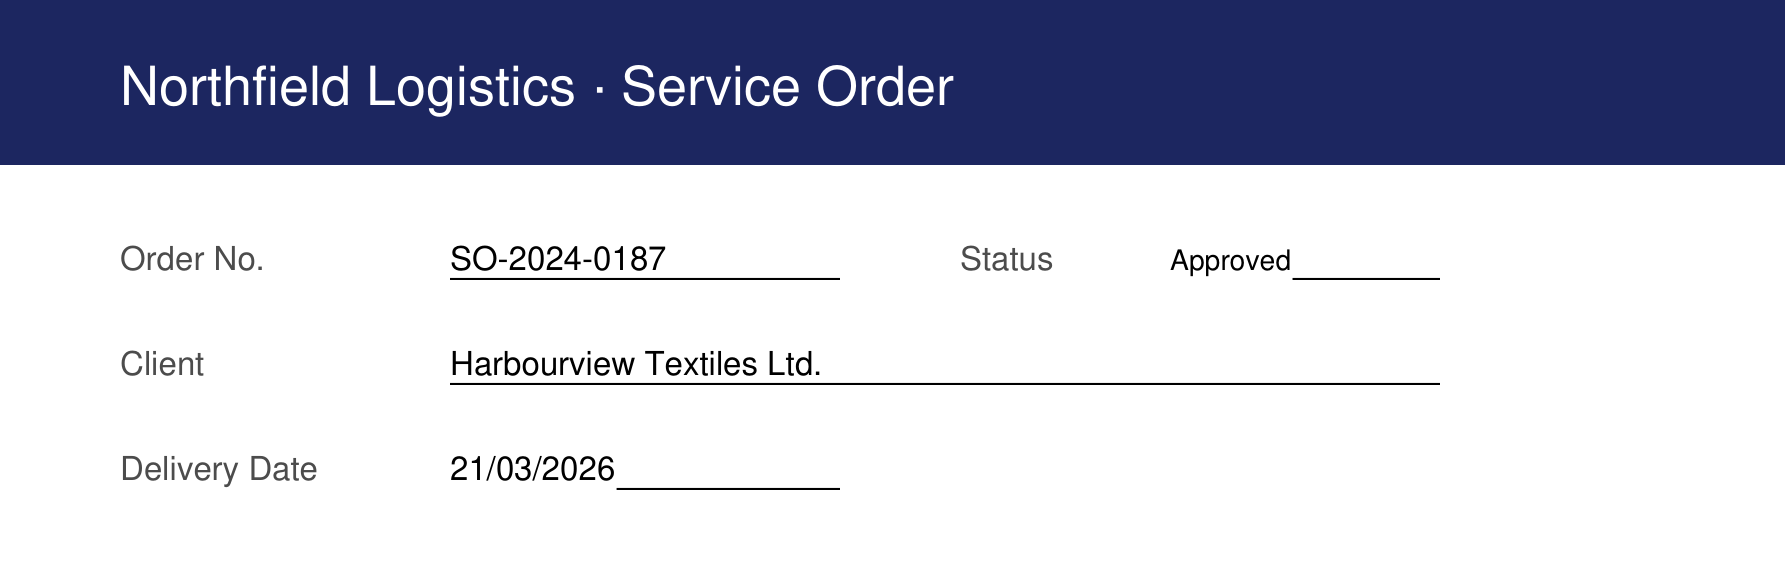 Northfield Logistics · Service Order
Order No. SO-2024-0187 Status Approved
Client Harbourview Textiles Ltd.
Delivery Date 21/03/2026